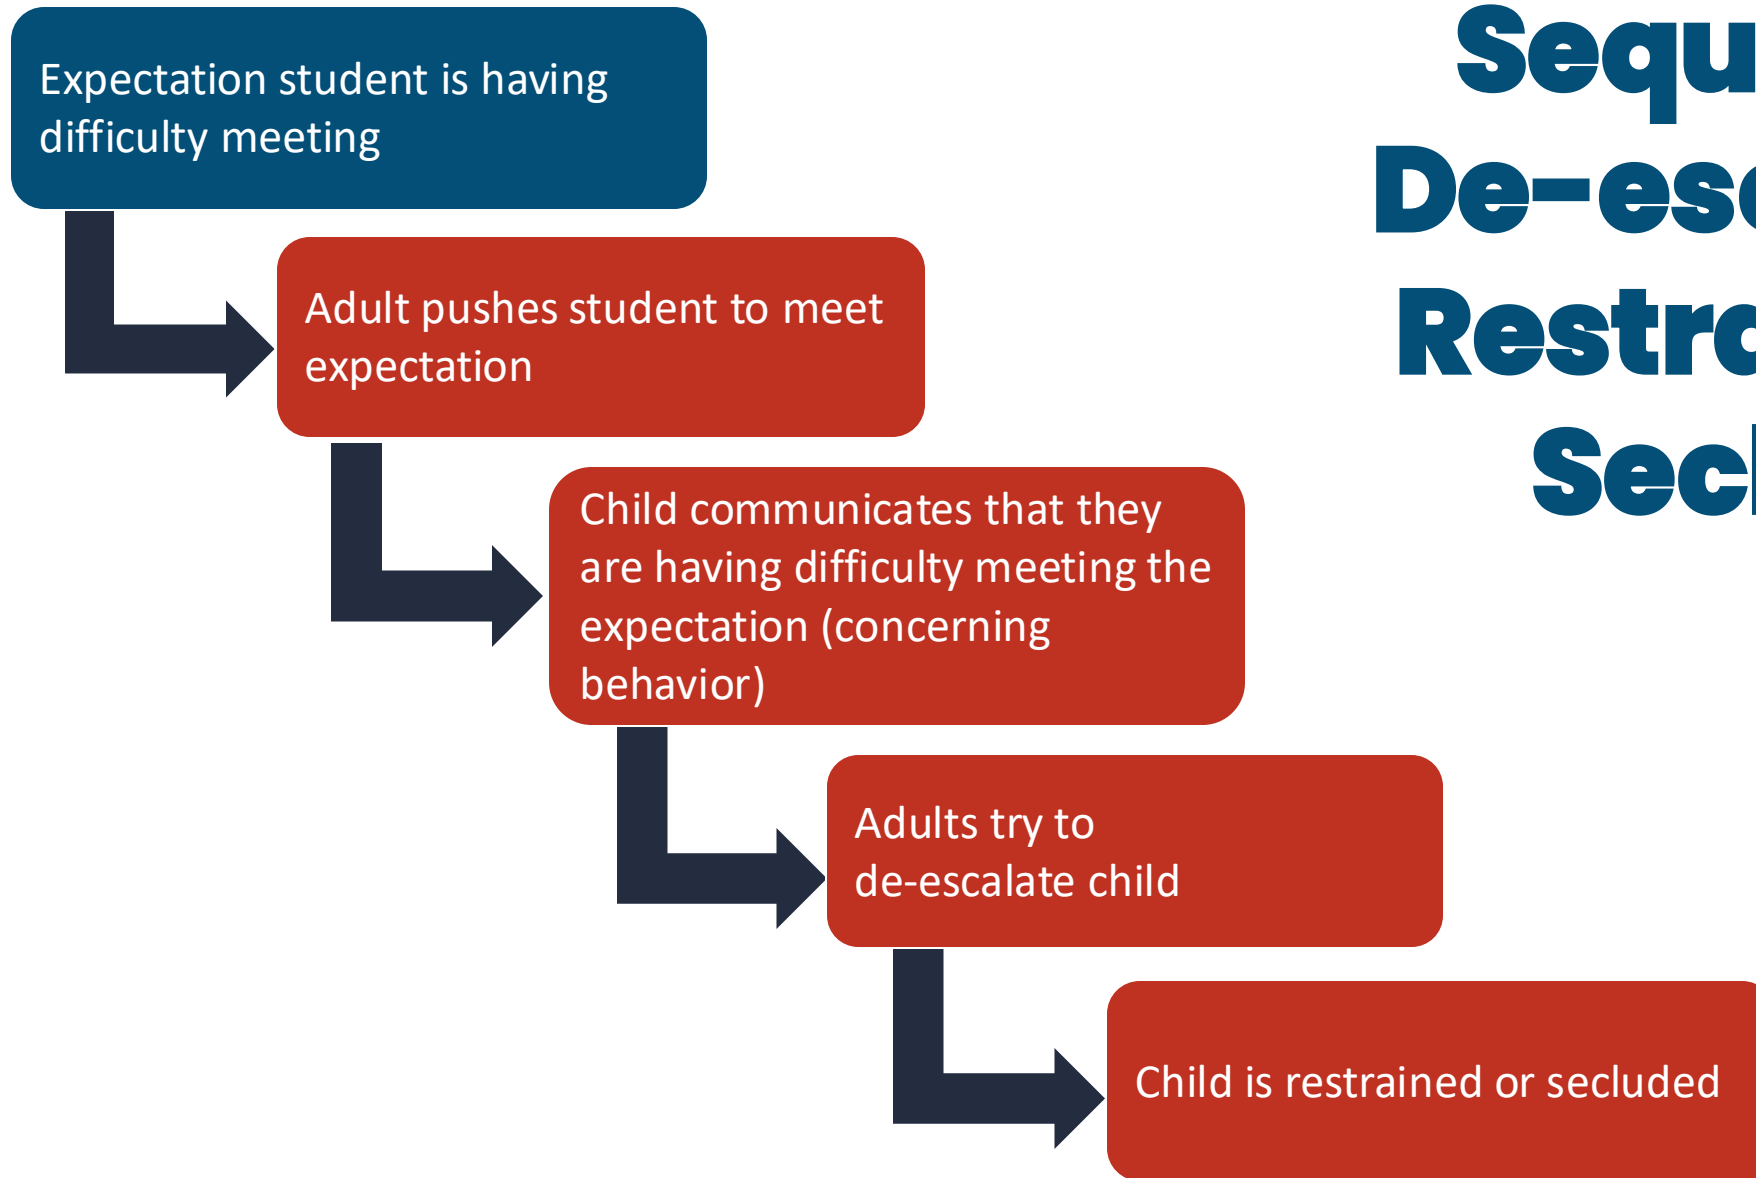 Expectation student is having
difficulty meeting
Adult pushes student to meet
expectation
Child communicates that they
are having difficulty meeting the
expectation (concerning
behavior)
Adults try to
de-escalate child
Child is restrained or secluded